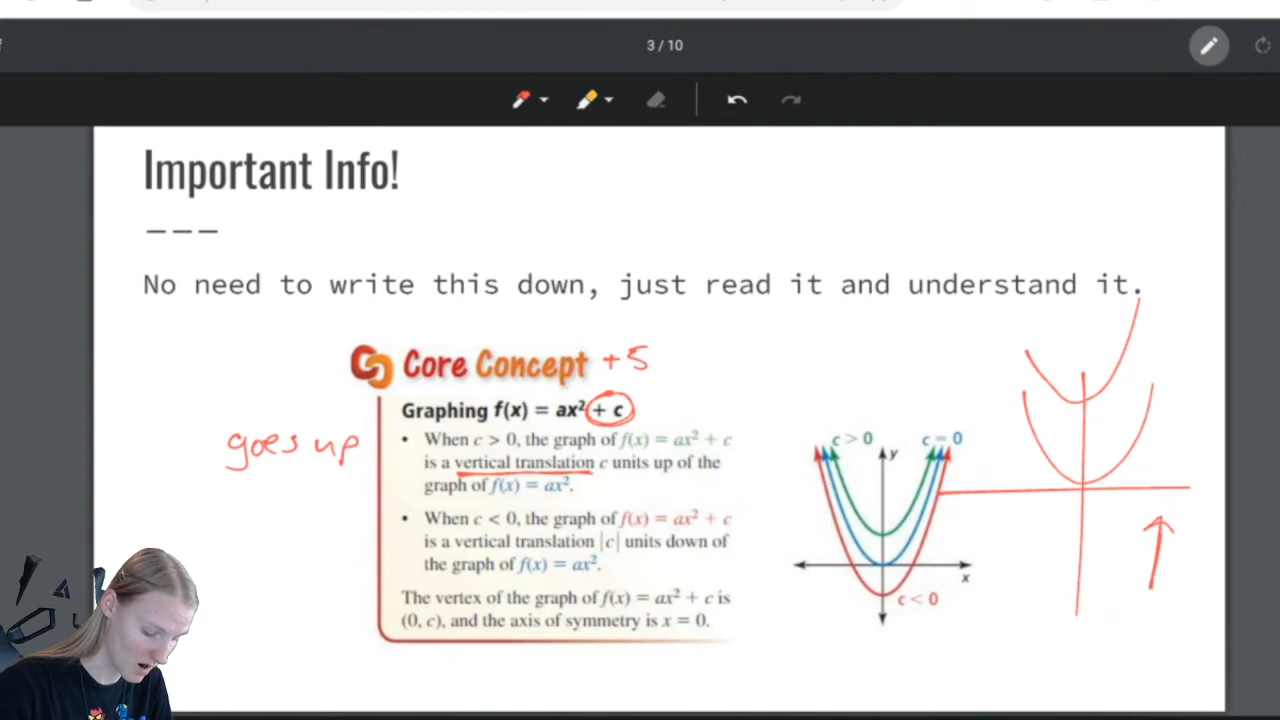 3 / 10
Important Info!
No need to write this down, just read it and understand it.
Core Concept +5
Graphing f(x) = ax² + c
goes up
• When c > 0, the graph of f(x) = ax² + c
is a vertical translation c units up of the
graph of f(x) = ax².
• When c < 0, the graph of f(x) = ax² + c
is a vertical translation |c| units down of
the graph of f(x) = ax².
The vertex of the graph of f(x) = ax² + c is
(0, c), and the axis of symmetry is x = 0.
c > 0
c = 0
y
x
c < 0